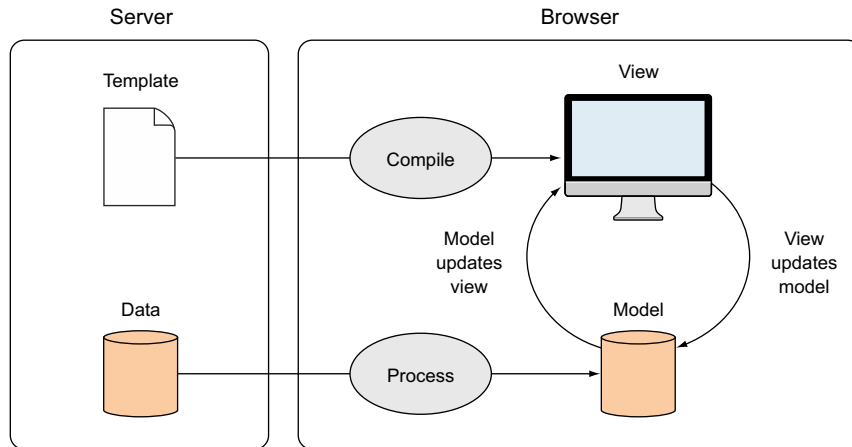 Server
Browser
Template
View
Compile
Model
updates
view
View
updates
model
Data
Model
Process